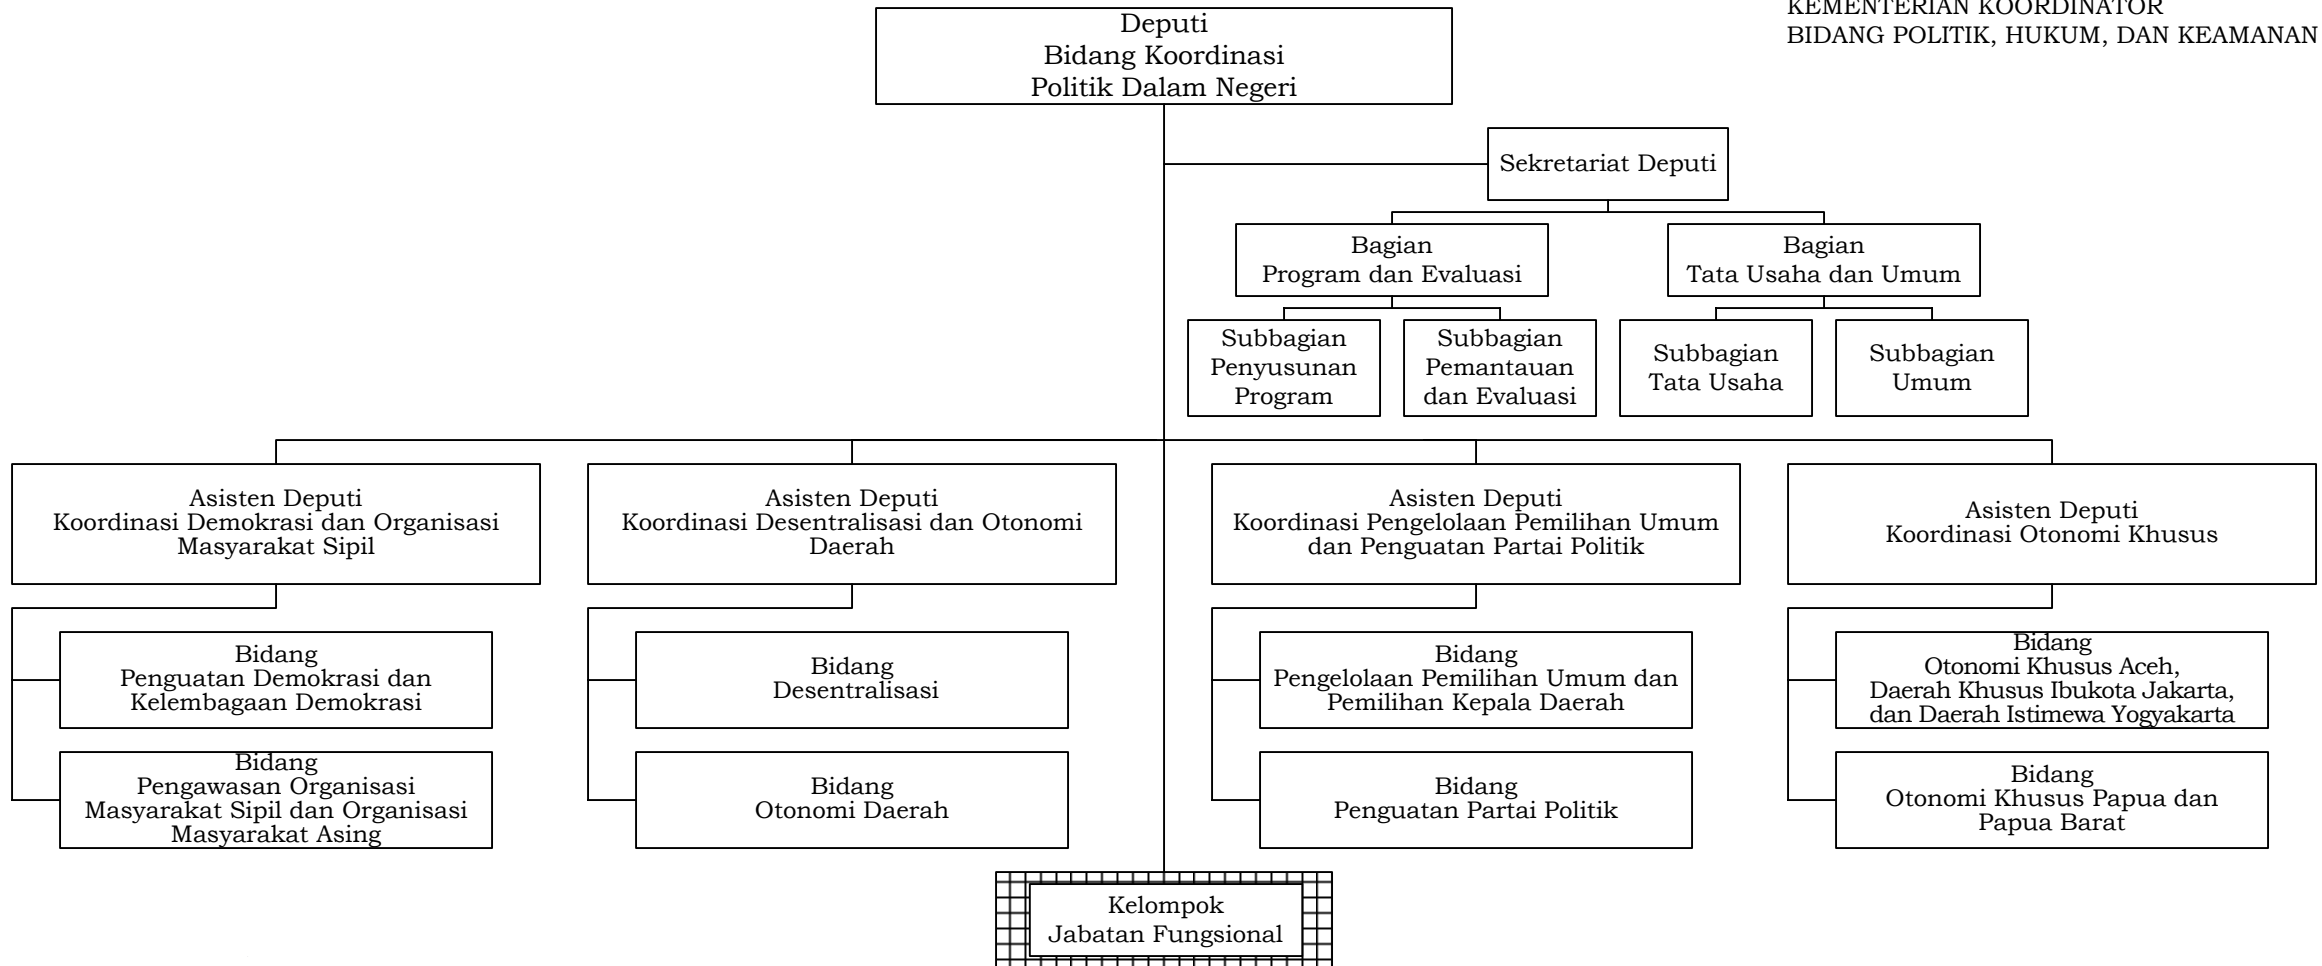 KEMENTERIAN KOORDINATOR
BIDANG POLITIK, HUKUM, DAN KEAMANAN
Deputi
Bidang Koordinasi
Politik Dalam Negeri
Sekretariat Deputi
Bagian
Program dan Evaluasi
Bagian
Tata Usaha dan Umum
Subbagian
Penyusunan
Program
Subbagian
Pemantauan
dan Evaluasi
Subbagian
Tata Usaha
Subbagian
Umum
Asisten Deputi
Koordinasi Demokrasi dan Organisasi
Masyarakat Sipil
Asisten Deputi
Koordinasi Desentralisasi dan Otonomi
Daerah
Asisten Deputi
Koordinasi Pengelolaan Pemilihan Umum
dan Penguatan Partai Politik
Asisten Deputi
Koordinasi Otonomi Khusus
Bidang
Penguatan Demokrasi dan
Kelembagaan Demokrasi
Bidang
Desentralisasi
Bidang
Pengelolaan Pemilihan Umum dan
Pemilihan Kepala Daerah
Bidang
Otonomi Khusus Aceh,
Daerah Khusus Ibukota Jakarta,
dan Daerah Istimewa Yogyakarta
Bidang
Pengawasan Organisasi
Masyarakat Sipil dan Organisasi
Masyarakat Asing
Bidang
Otonomi Daerah
Bidang
Penguatan Partai Politik
Bidang
Otonomi Khusus Papua dan
Papua Barat
Kelompok
Jabatan Fungsional